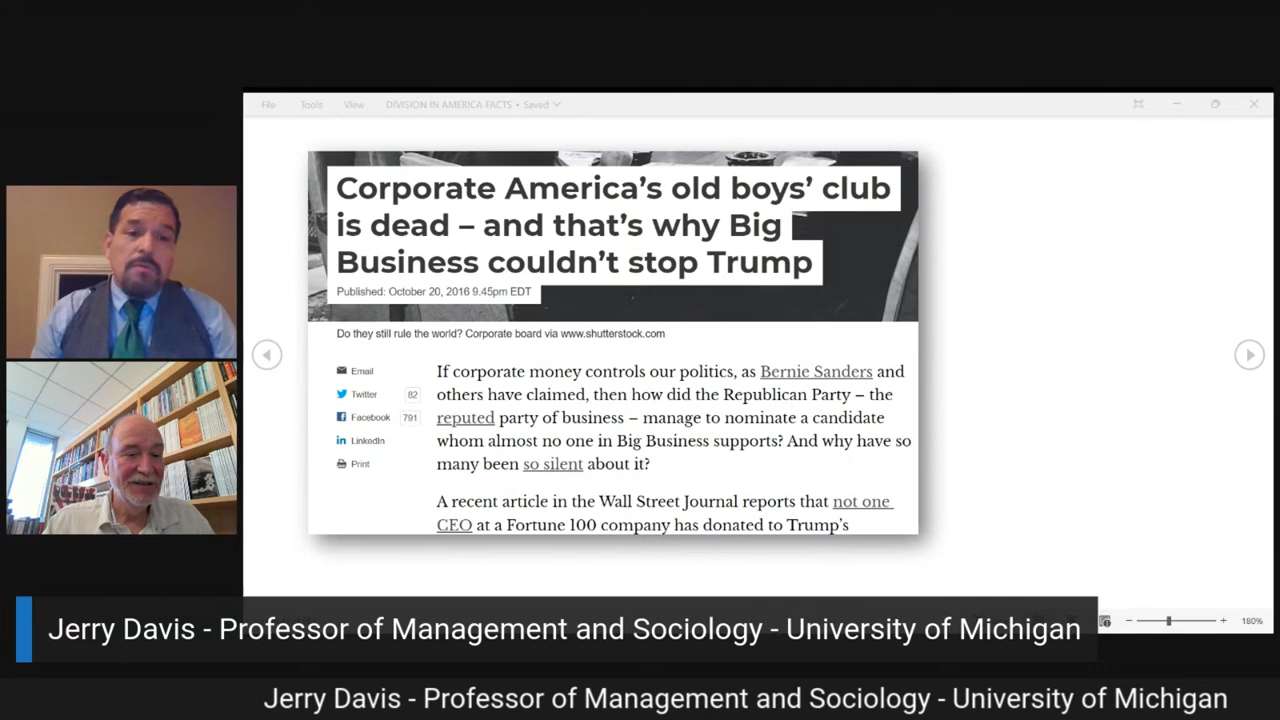 File Tools View DIVISION IN AMERICA FACTS • Saved
Corporate America's old boys' club
is dead – and that's why Big
Business couldn't stop Trump
Published: October 20, 2016 9.45pm EDT
Do they still rule the world? Corporate board via www.shutterstock.com
Email
Twitter 82
Facebook 791
LinkedIn
Print
If corporate money controls our politics, as Bernie Sanders and
others have claimed, then how did the Republican Party – the
reputed party of business – manage to nominate a candidate
whom almost no one in Big Business supports? And why have so
many been so silent about it?
A recent article in the Wall Street Journal reports that not one
CEO at a Fortune 100 company has donated to Trump's
180%
Jerry Davis - Professor of Management and Sociology - University of Michigan
Jerry Davis - Professor of Management and Sociology - University of Michigan